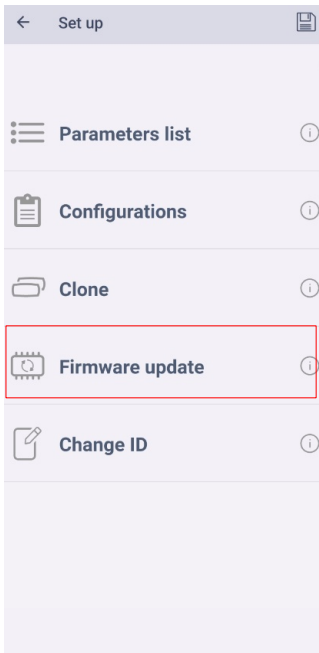 Set up
Parameters list
Configurations
Clone
Firmware update
Change ID